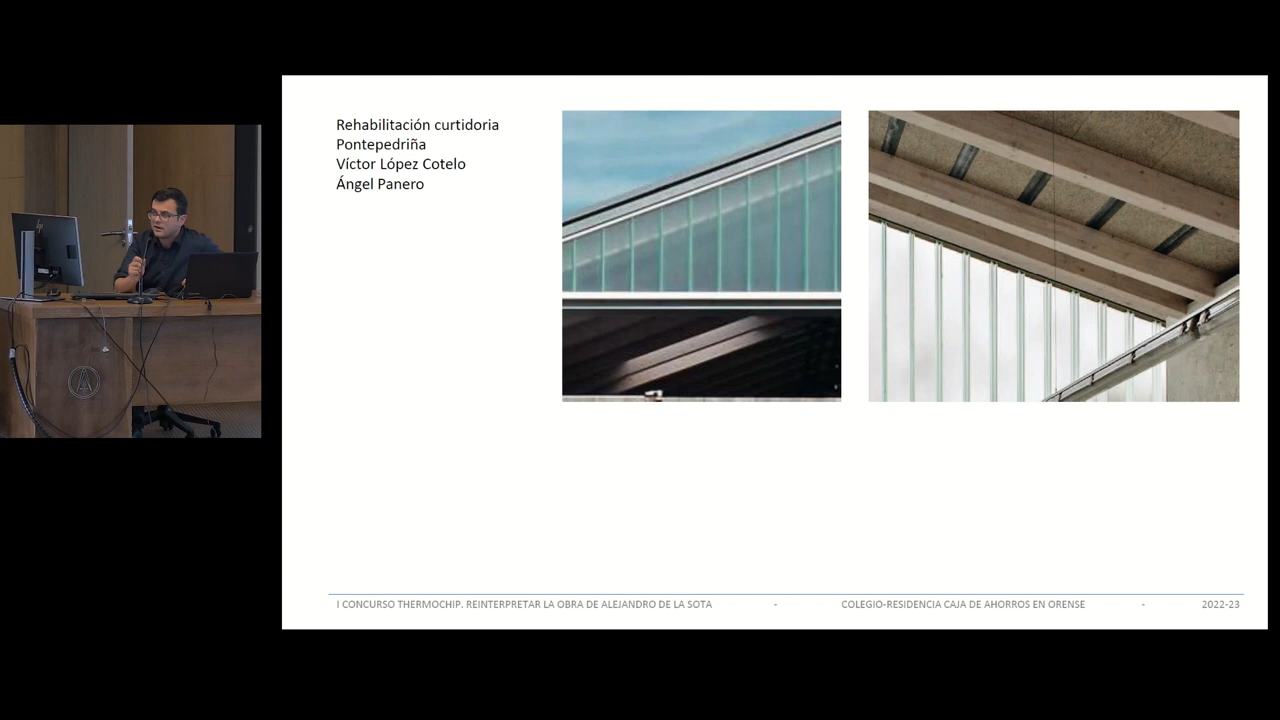 Rehabilitación curtidoria
Pontepedriña
Víctor López Cotelo
Ángel Panero
I CONCURSO THERMOCHIP. REINTERPRETAR LA OBRA DE ALEJANDRO DE LA SOTA - COLEGIO-RESIDENCIA CAJA DE AHORROS EN ORENSE - 2022-23